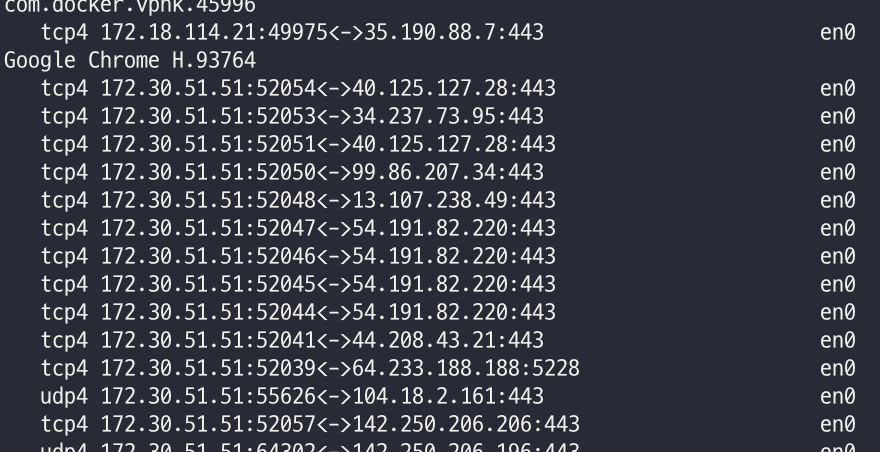 com.docker.vpnk.45996
tcp4 172.18.114.21:49975<->35.190.88.7:443 en0
Google Chrome H.93764
tcp4 172.30.51.51:52054<->40.125.127.28:443 en0
tcp4 172.30.51.51:52053<->34.237.73.95:443 en0
tcp4 172.30.51.51:52051<->40.125.127.28:443 en0
tcp4 172.30.51.51:52050<->99.86.207.34:443 en0
tcp4 172.30.51.51:52048<->13.107.238.49:443 en0
tcp4 172.30.51.51:52047<->54.191.82.220:443 en0
tcp4 172.30.51.51:52046<->54.191.82.220:443 en0
tcp4 172.30.51.51:52045<->54.191.82.220:443 en0
tcp4 172.30.51.51:52044<->54.191.82.220:443 en0
tcp4 172.30.51.51:52041<->44.208.43.21:443 en0
tcp4 172.30.51.51:52039<->64.233.188.188:5228 en0
udp4 172.30.51.51:55626<->104.18.2.161:443 en0
tcp4 172.30.51.51:52057<->142.250.206.206:443 en0
udp4 172.30.51.51:64302<->142.250.206.196:443 en0